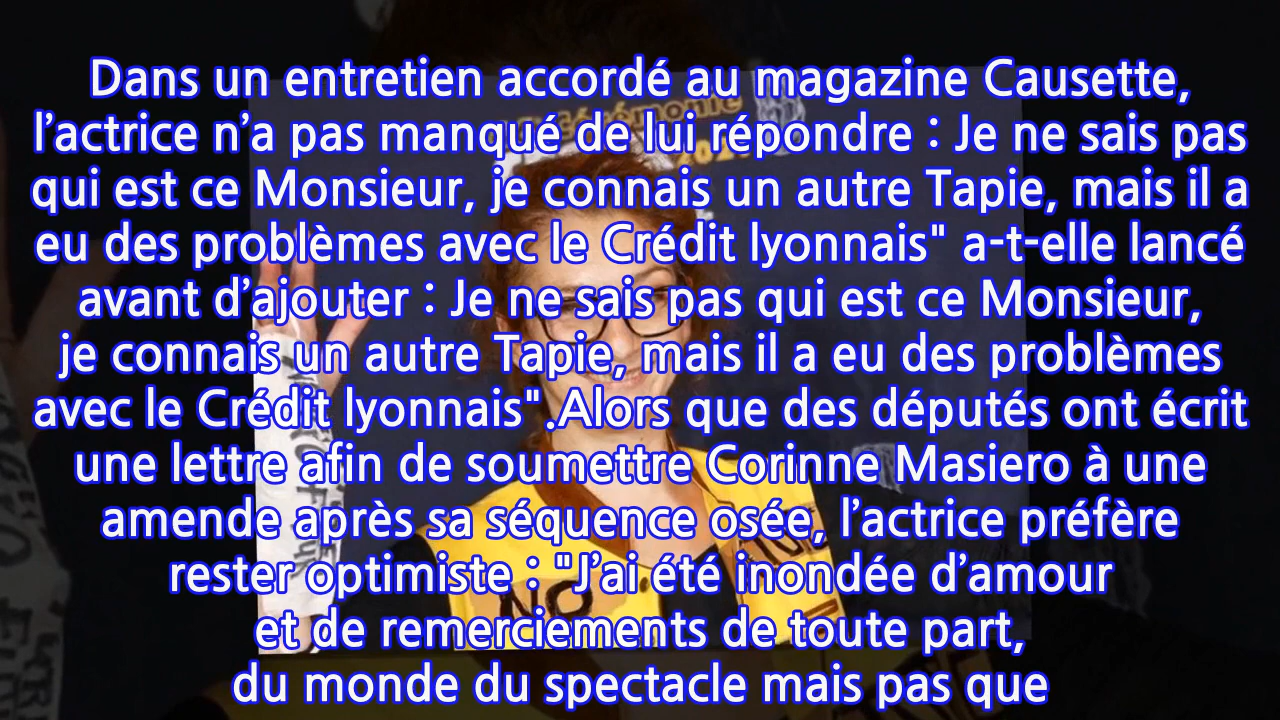 Dans un entretien accordé au magazine Causette,
l'actrice n'a pas manqué de lui répondre : Je ne sais pas
qui est ce Monsieur, je connais un autre Tapie, mais il a
eu des problèmes avec le Crédit lyonnais" a-t-elle lancé
avant d'ajouter : Je ne sais pas qui est ce Monsieur,
je connais un autre Tapie, mais il a eu des problèmes
avec le Crédit lyonnais" .Alors que des députés ont écrit
une lettre afin de soumettre Corinne Masiero à une
amende après sa séquence osée, l'actrice préfère
rester optimiste : "J'ai été inondée d'amour
et de remerciements de toute part,
du monde du spectacle mais pas que
Cérémonie
NO